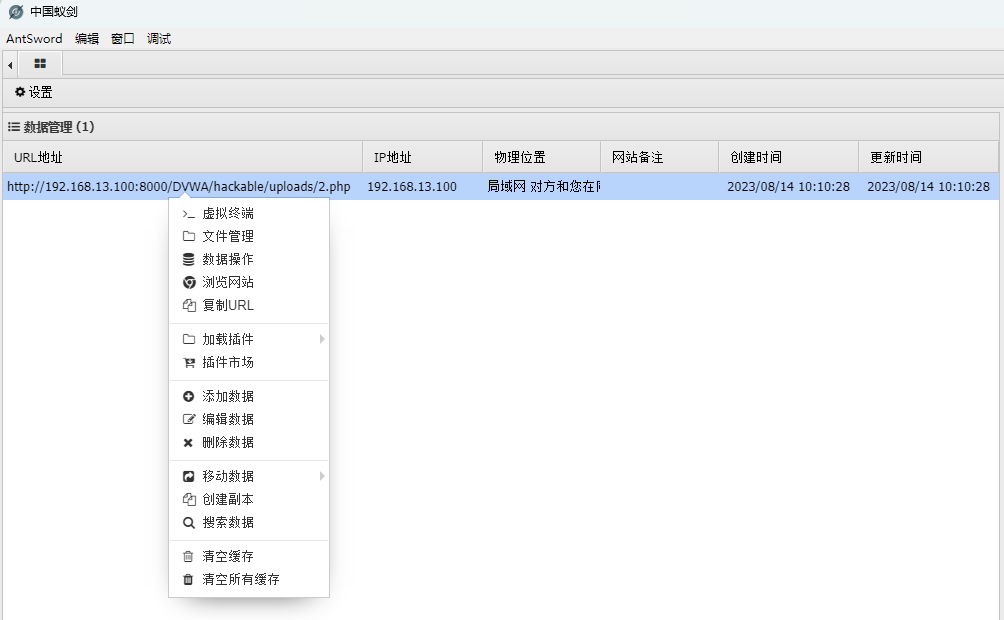 中国蚁剑
AntSword 编辑 窗口 调试
设置
数据管理 (1)
URL地址 IP地址 物理位置 网站备注 创建时间 更新时间
http://192.168.13.100:8000/DVWA/hackable/uploads/2.php 192.168.13.100 局域网 对方和您在 2023/08/14 10:10:28 2023/08/14 10:10:28
虚拟终端
文件管理
数据操作
浏览网站
复制URL
加载插件
插件市场
添加数据
编辑数据
删除数据
移动数据
创建副本
搜索数据
清空缓存
清空所有缓存